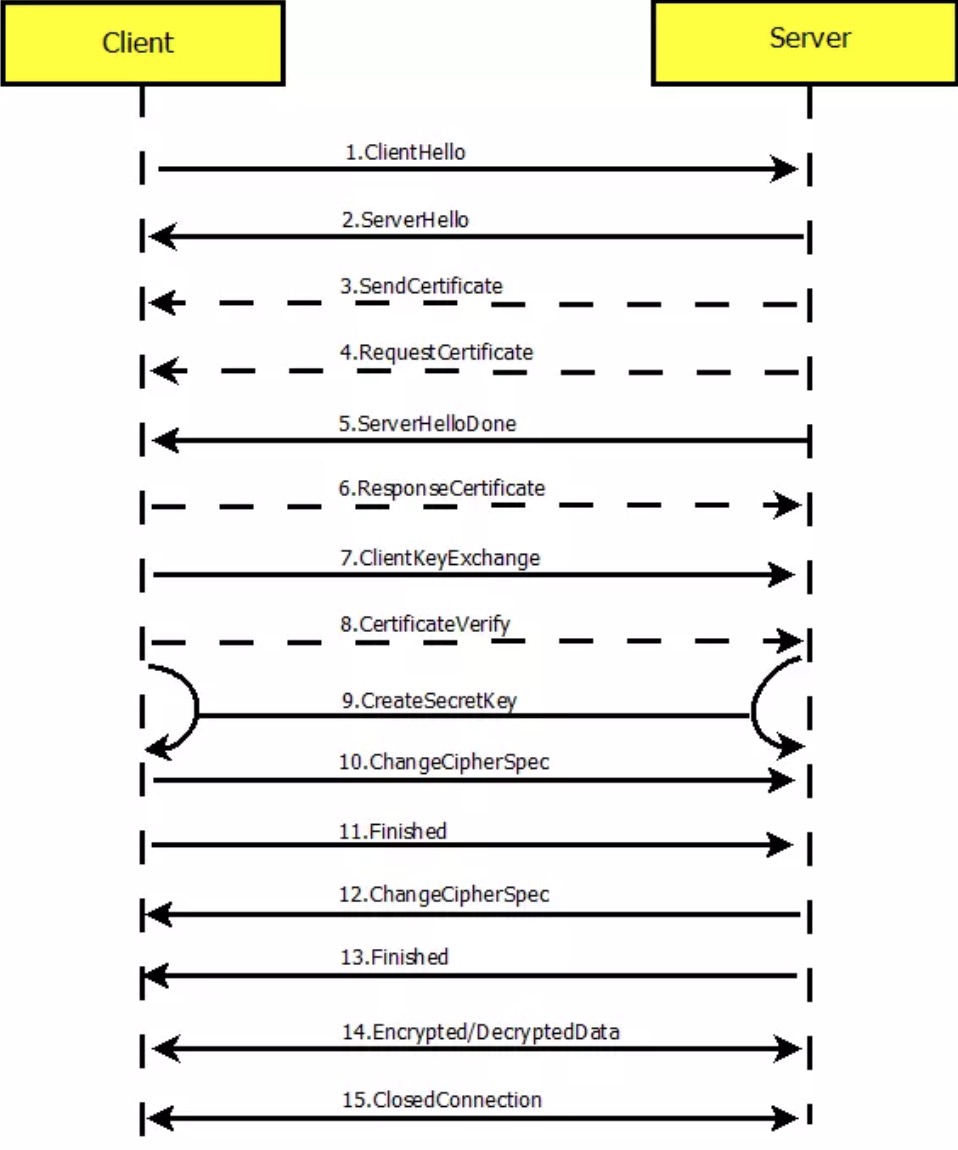 Client
Server
1.ClientHello
2.ServerHello
3.SendCertificate
4.RequestCertificate
5.ServerHelloDone
6.ResponseCertificate
7.ClientKeyExchange
8.CertificateVerify
9.CreateSecretKey
10.ChangeCipherSpec
11.Finished
12.ChangeCipherSpec
13.Finished
14.Encrypted/DecryptedData
15.ClosedConnection